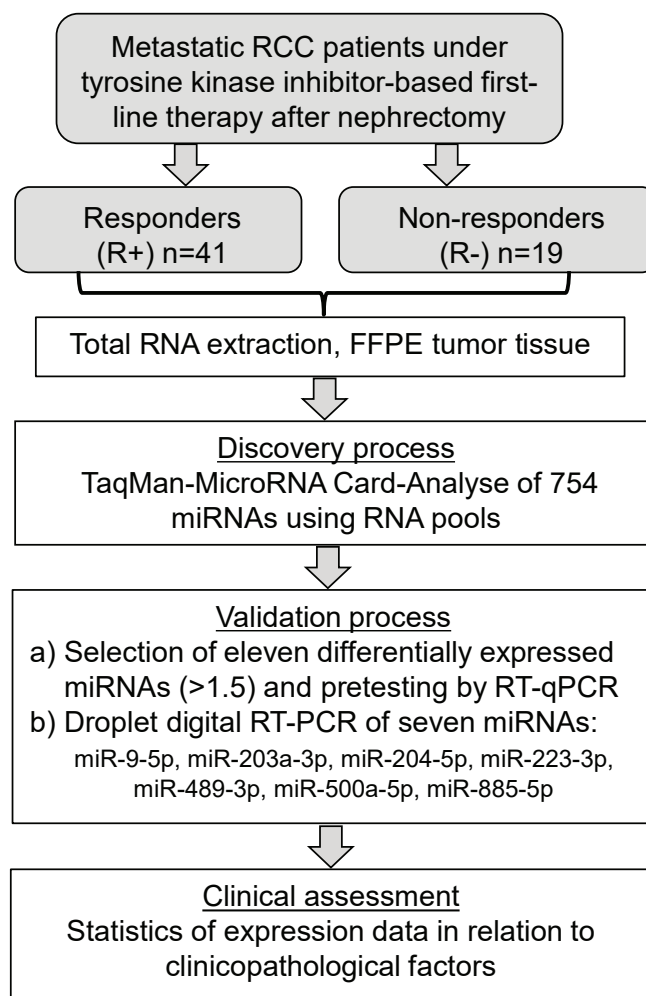 Metastatic RCC patients under
tyrosine kinase inhibitor-based first-
line therapy after nephrectomy
Responders
(R+) n=41
Non-responders
(R-) n=19
Total RNA extraction, FFPE tumor tissue
Discovery process
TaqMan-MicroRNA Card-Analyse of 754
miRNAs using RNA pools
Validation process
a) Selection of eleven differentially expressed
miRNAs (>1.5) and pretesting by RT-qPCR
b) Droplet digital RT-PCR of seven miRNAs:
miR-9-5p, miR-203a-3p, miR-204-5p, miR-223-3p,
miR-489-3p, miR-500a-5p, miR-885-5p
Clinical assessment
Statistics of expression data in relation to
clinicopathological factors